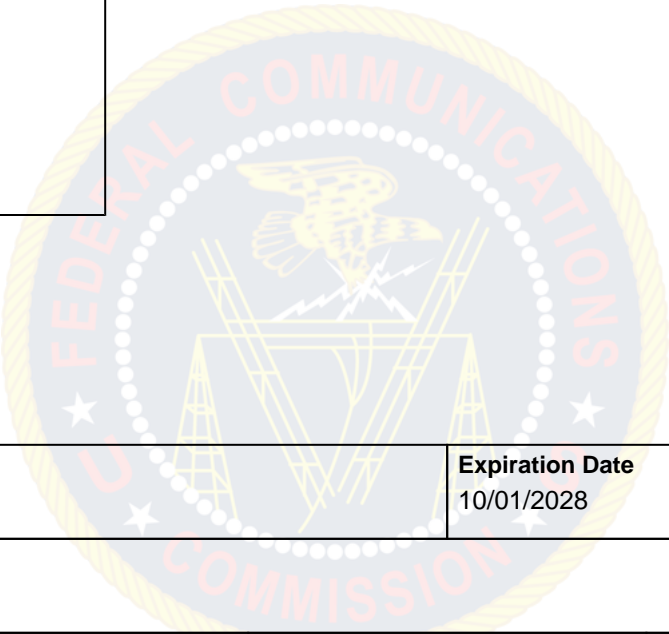 FEDERAL COMMUNICATIONS
COMMISSION
U S
Expiration Date
10/01/2028